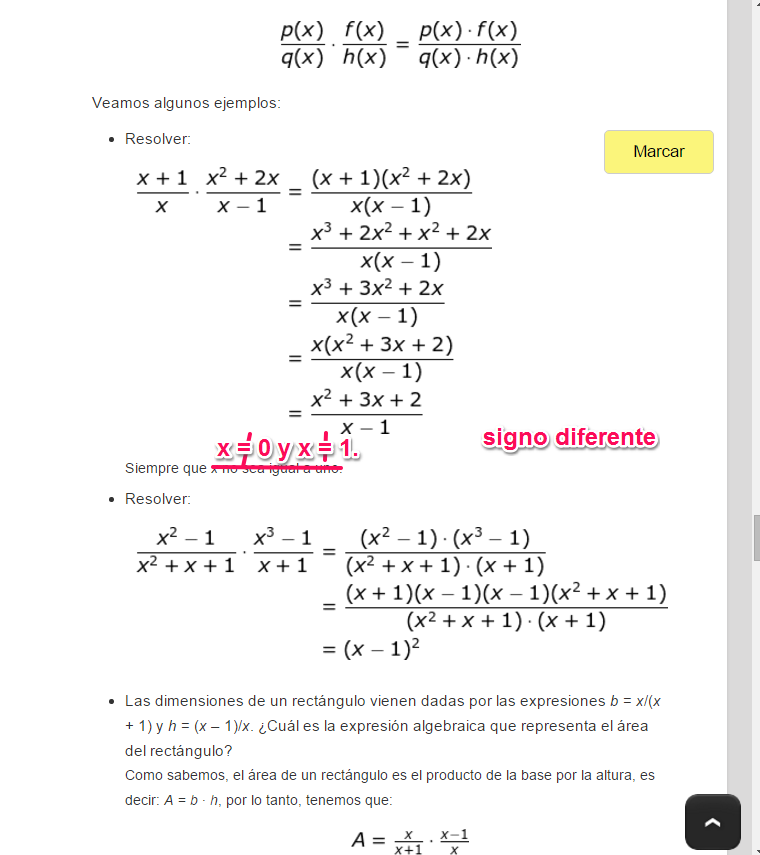 p(x)/q(x) · f(x)/h(x) = p(x) · f(x)/q(x) · h(x)
Veamos algunos ejemplos:
• Resolver:
Marcar
x + 1/x · x² + 2x/x − 1 = (x + 1)(x² + 2x)/x(x − 1)
= x³ + 2x² + x² + 2x/x(x − 1)
= x³ + 3x² + 2x/x(x − 1)
= x(x² + 3x + 2)/x(x − 1)
= x² + 3x + 2/x − 1
x ≠ 0 y x ≠ 1.
signo diferente
Siempre que x no sea igual a uno.
• Resolver:
x² − 1/x² + x + 1 · x³ − 1/x + 1 = (x² − 1) · (x³ − 1)/(x² + x + 1) · (x + 1)
= (x + 1)(x − 1)(x − 1)(x² + x + 1)/(x² + x + 1) · (x + 1)
= (x − 1)²
• Las dimensiones de un rectángulo vienen dadas por las expresiones b = x/(x
+ 1) y h = (x – 1)/x. ¿Cuál es la expresión algebraica que representa el área
del rectángulo?
Como sabemos, el área de un rectángulo es el producto de la base por la altura, es
decir: A = b · h, por lo tanto, tenemos que:
A = x/x+1 · x−1/x